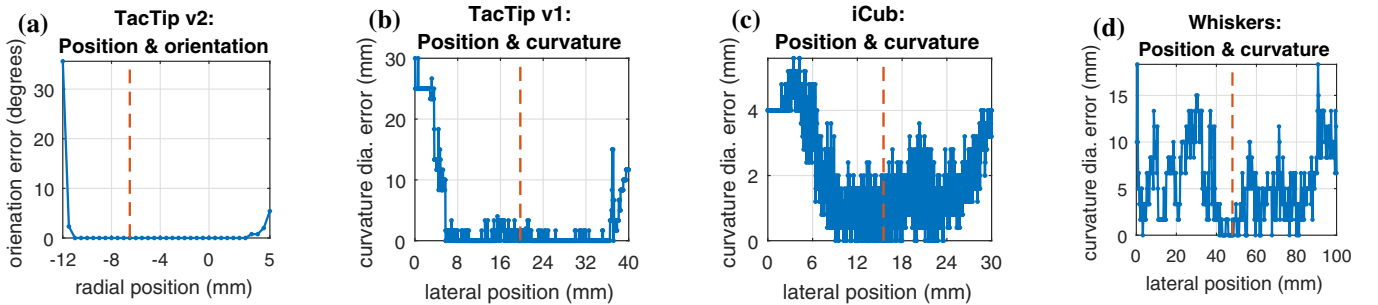 (a)
TacTip v2:
Position & orientation
orienation error (degrees)
30
20
10
0
-12
-6
0
5
radial position (mm)
(b)
TacTip v1:
Position & curvature
curvature dia. error (mm)
30
20
10
0
0
8
16
24
32
40
lateral position (mm)
(c)
iCub:
Position & curvature
curvature dia. error (mm)
4
2
0
0
6
12
18
24
30
lateral position (mm)
(d)
Whiskers:
Position & curvature
curvature dia. error (mm)
15
10
5
0
0
20
40
60
80
100
lateral position (mm)